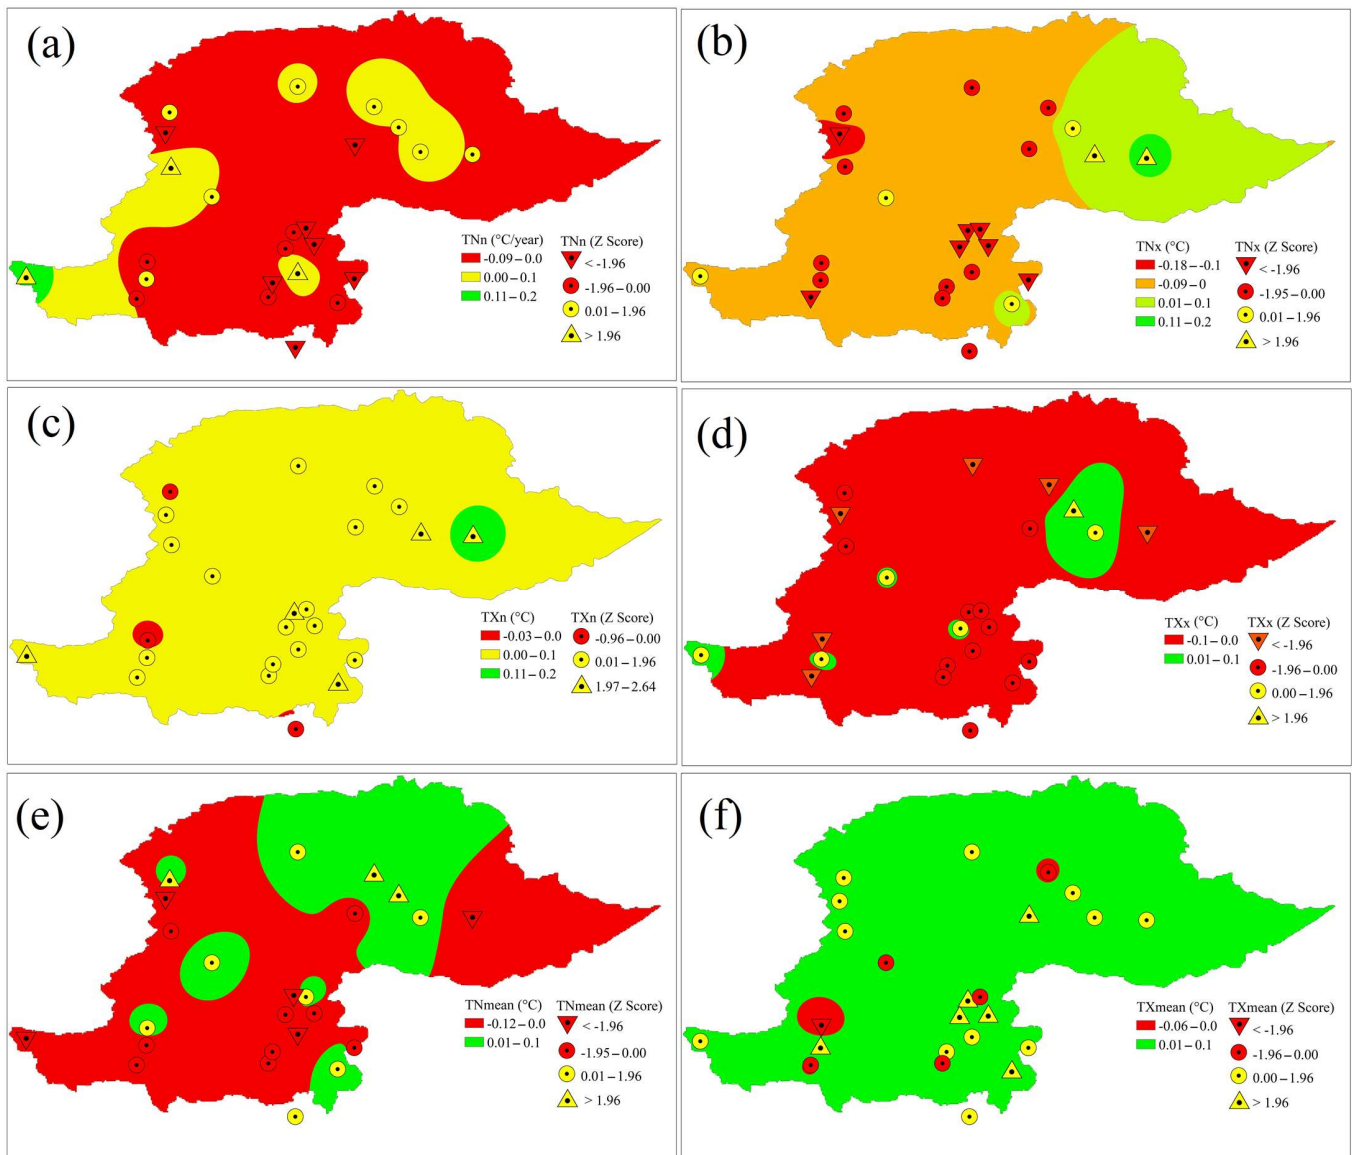 (a)
TNn (°C/year)
-0.09–0.0
0.00–0.1
0.11–0.2
TNn (Z Score)
< -1.96
-1.96–0.00
0.01–1.96
> 1.96
(b)
TNx (°C)
-0.18–-0.1
-0.09–0
0.01–0.1
0.11–0.2
TNx (Z Score)
< -1.96
-1.95–0.00
0.01–1.96
> 1.96
(c)
TXn (°C)
-0.03–0.0
0.00–0.1
0.11–0.2
TXn (Z Score)
-0.96–0.00
0.01–1.96
1.97–2.64
(d)
TXx (°C)
-0.1–0.0
0.01–0.1
TXx (Z Score)
< -1.96
-1.96–0.00
0.00–1.96
> 1.96
(e)
TNmean (°C)
-0.12–0.0
0.01–0.1
TNmean (Z Score)
< -1.96
-1.95–0.00
0.01–1.96
> 1.96
(f)
TXmean (°C)
-0.06–0.0
0.01–0.1
TXmean (Z Score)
< -1.96
-1.96–0.00
0.00–1.96
> 1.96